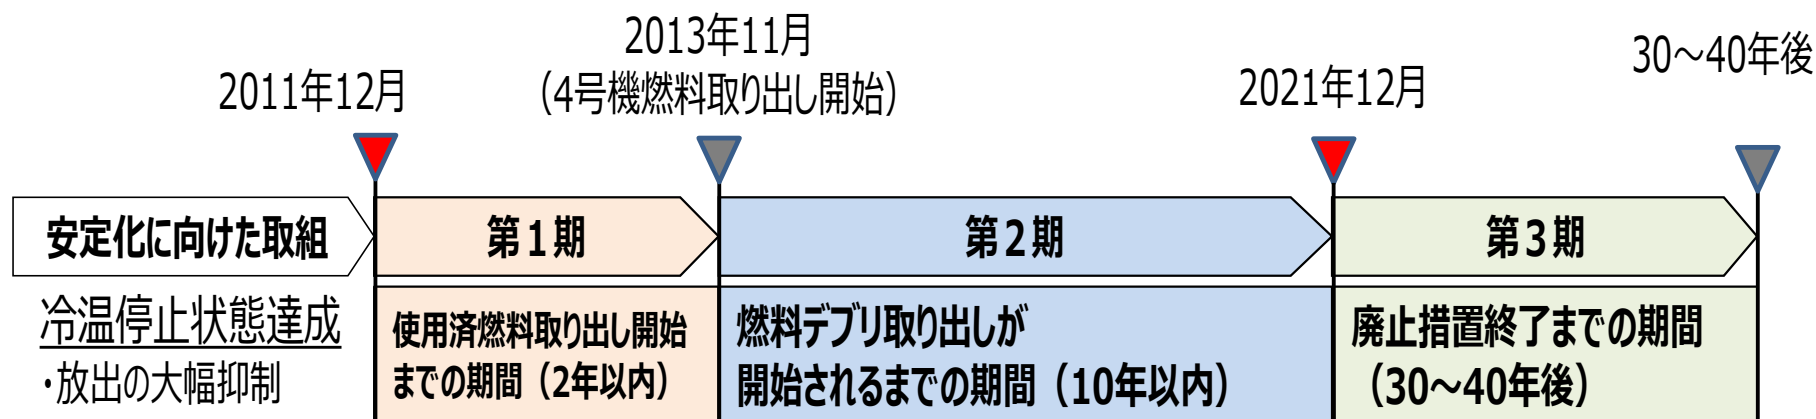 2011年12月
2013年11月
（4号機燃料取り出し開始）
2021年12月
30～40年後
安定化に向けた取組
第１期
第２期
第３期
冷温停止状態達成
・放出の大幅抑制
使用済燃料取り出し開始
までの期間（2年以内）
燃料デブリ取り出しが
開始されるまでの期間（10年以内）
廃止措置終了までの期間
（30～40年後）